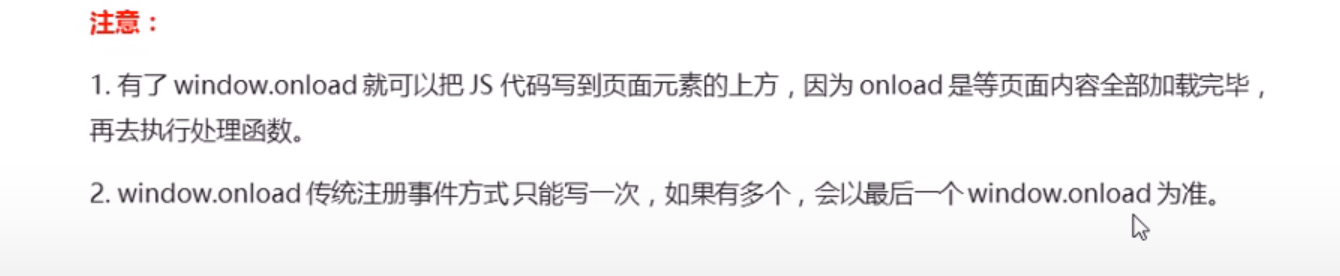 注意：
1. 有了 window.onload 就可以把 JS 代码写到页面元素的上方，因为 onload 是等页面内容全部加载完毕，
再去执行处理函数。
2. window.onload 传统注册事件方式 只能写一次，如果有多个，会以最后一个 window.onload 为准。